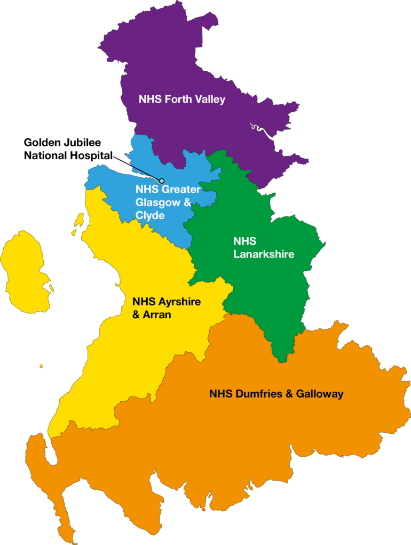 NHS Forth Valley
Golden Jubilee
National Hospital
NHS Greater
Glasgow &
Clyde
NHS
Lanarkshire
NHS Ayrshire
& Arran
NHS Dumfries & Galloway